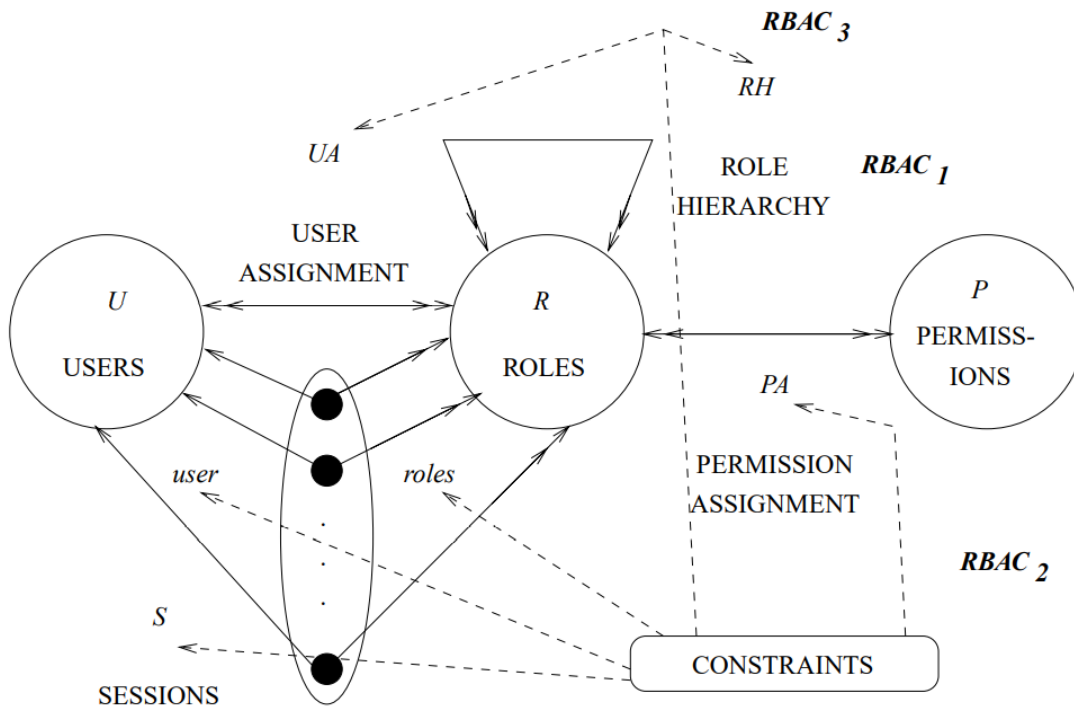 RBAC 3
RH
UA
ROLE
HIERARCHY
RBAC 1
USER
ASSIGNMENT
U
USERS
R
ROLES
P
PERMISS-
IONS
PA
user
roles
PERMISSION
ASSIGNMENT
RBAC 2
S
SESSIONS
CONSTRAINTS